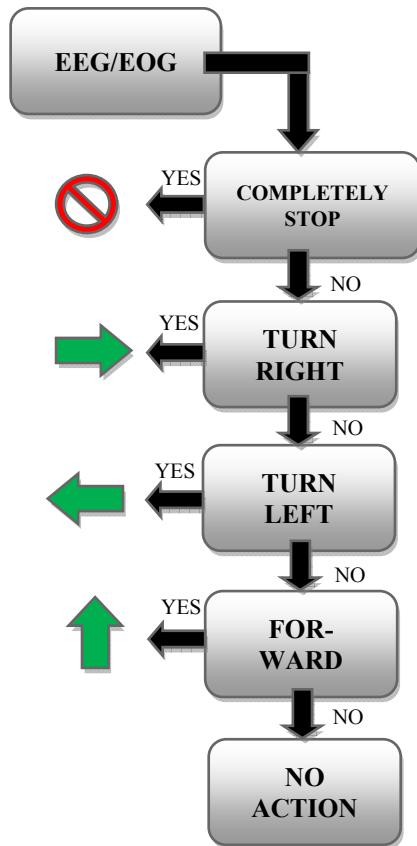 EEG/EOG
YES
COMPLETELY
STOP
NO
YES
TURN
RIGHT
NO
YES
TURN
LEFT
NO
YES
FOR-
WARD
NO
NO
ACTION